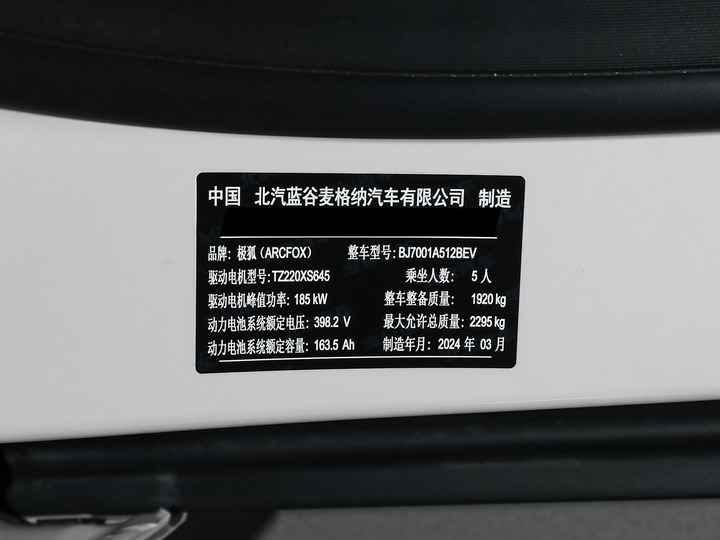 中国 北汽蓝谷麦格纳汽车有限公司 制造
品牌：极狐（ARCFOX） 整车型号：BJ7001A512BEV
驱动电机型号：TZ220XS645 乘坐人数： 5 人
驱动电机峰值功率：185 kW 整车整备质量： 1920 kg
动力电池系统额定电压：398.2 V 最大允许总质量：2295 kg
动力电池系统额定容量：163.5 Ah 制造年月：2024 年 03 月